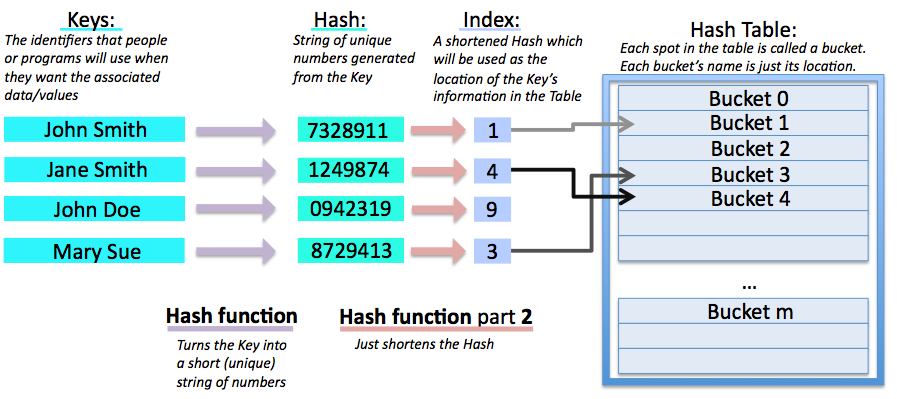 Keys:
The identifiers that people
or programs will use when
they want the associated
data/values
Hash:
String of unique
numbers generated
from the Key
Index:
A shortened Hash which
will be used as the
location of the Key's
information in the Table
Hash Table:
Each spot in the table is called a bucket.
Each bucket's name is just its location.
John Smith
7328911
1
Jane Smith
1249874
4
John Doe
0942319
9
Mary Sue
8729413
3
Bucket 0
Bucket 1
Bucket 2
Bucket 3
Bucket 4
...
Bucket m
Hash function
Turns the Key into
a short (unique)
string of numbers
Hash function part 2
Just shortens the Hash